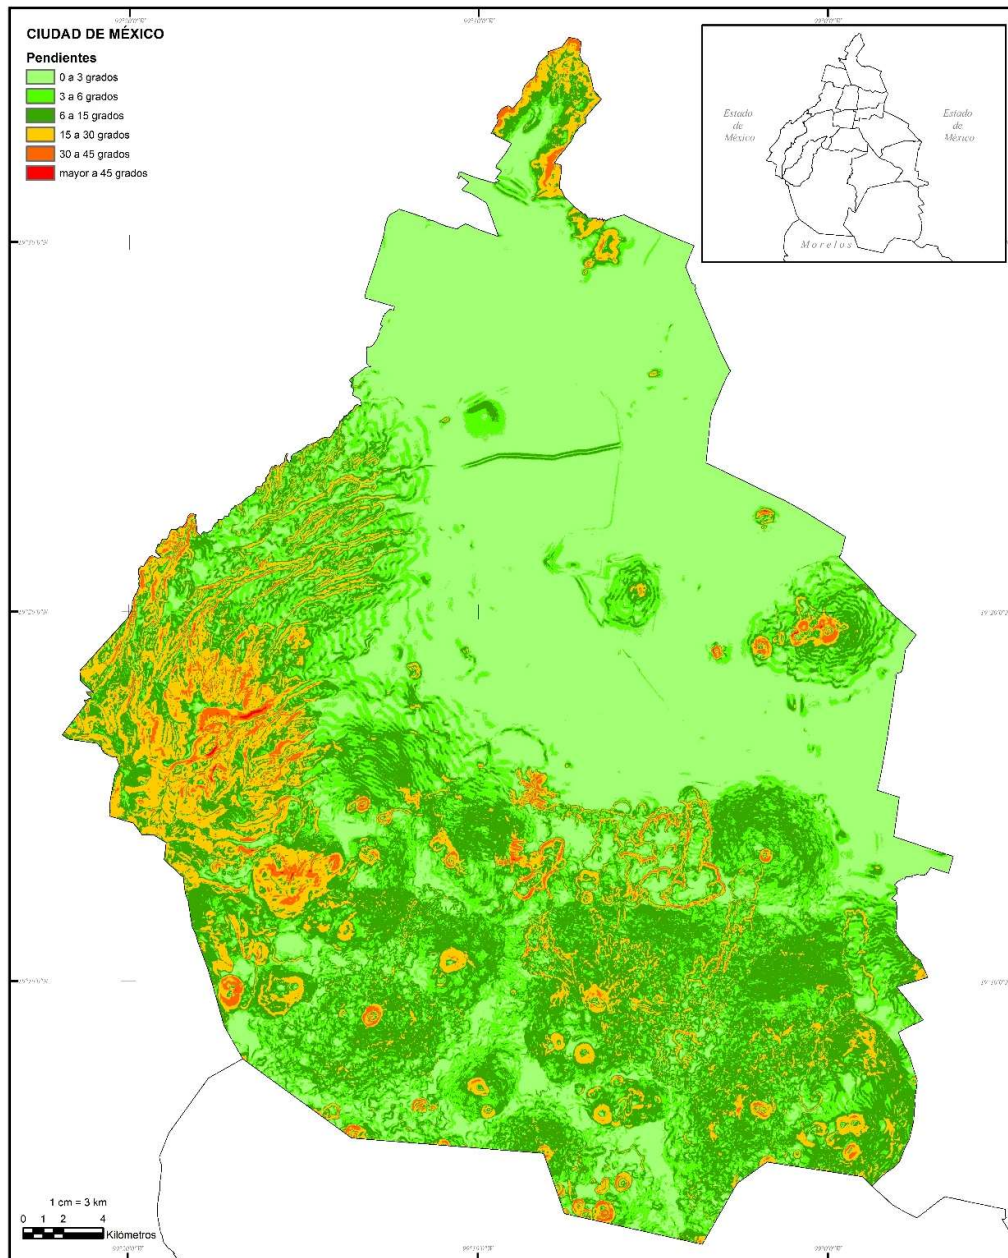 CIUDAD DE MÉXICO
Pendientes
0 a 3 grados
3 a 6 grados
6 a 15 grados
15 a 30 grados
30 a 45 grados
mayor a 45 grados
Estado
de
México
Estado
de
México
Morelos
1 cm = 3 km
0 1 2 4
Kilómetros